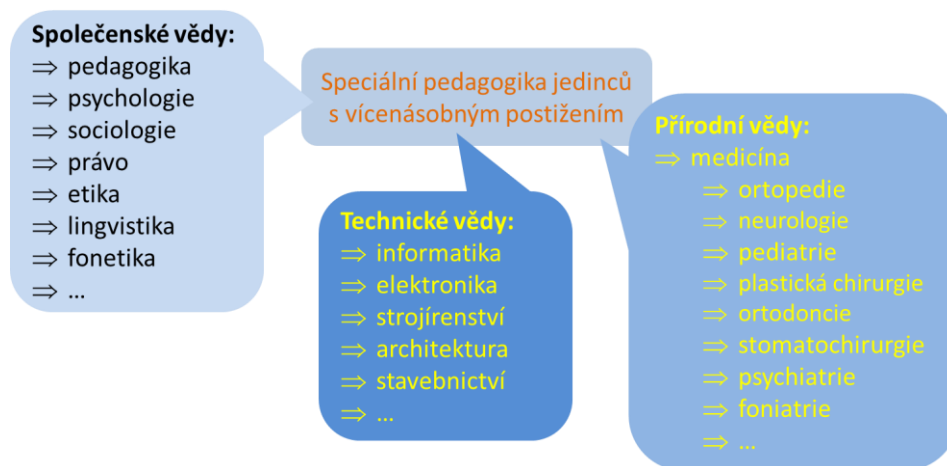 Společenské vědy:
⇒ pedagogika
⇒ psychologie
⇒ sociologie
⇒ právo
⇒ etika
⇒ lingvistika
⇒ fonetika
⇒ ...
Speciální pedagogika jedinců
s vícenásobným postižením
Technické vědy:
⇒ informatika
⇒ elektronika
⇒ strojírenství
⇒ architektura
⇒ stavebnictví
⇒ ...
Přírodní vědy:
⇒ medicína
⇒ ortopedie
⇒ neurologie
⇒ pediatrie
⇒ plastická chirurgie
⇒ ortodoncie
⇒ stomatochirurgie
⇒ psychiatrie
⇒ foniatrie
⇒ ...